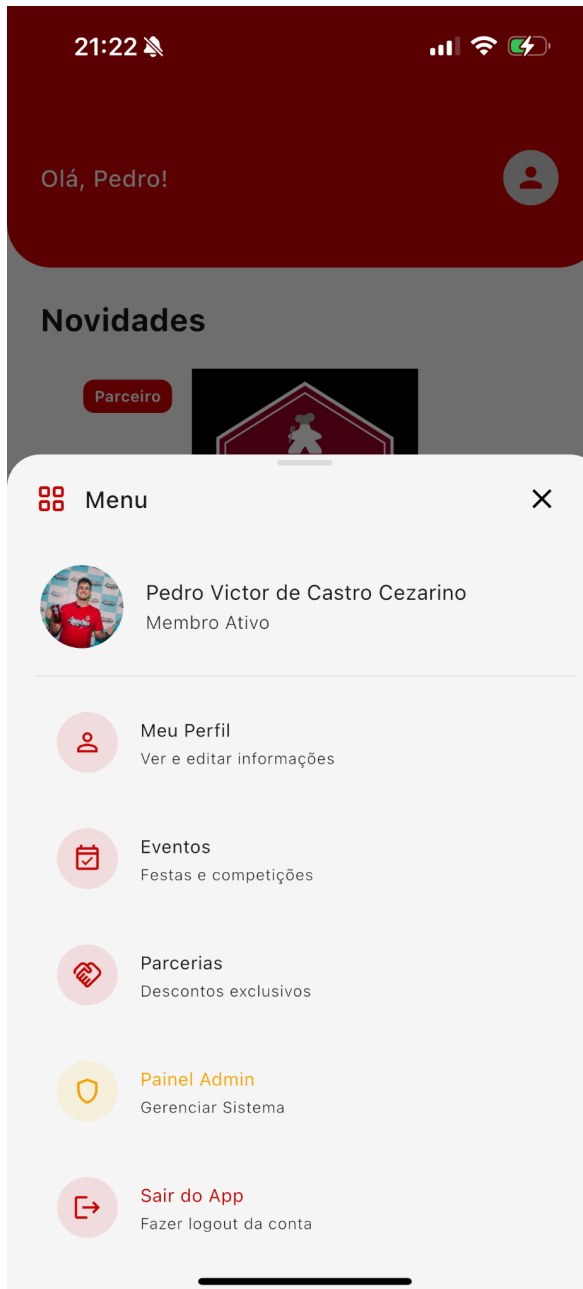 21:22
Olá, Pedro!
Novidades
Parceiro
Menu
Pedro Victor de Castro Cezarino
Membro Ativo
Meu Perfil
Ver e editar informações
Eventos
Festas e competições
Parcerias
Descontos exclusivos
Painel Admin
Gerenciar Sistema
Sair do App
Fazer logout da conta